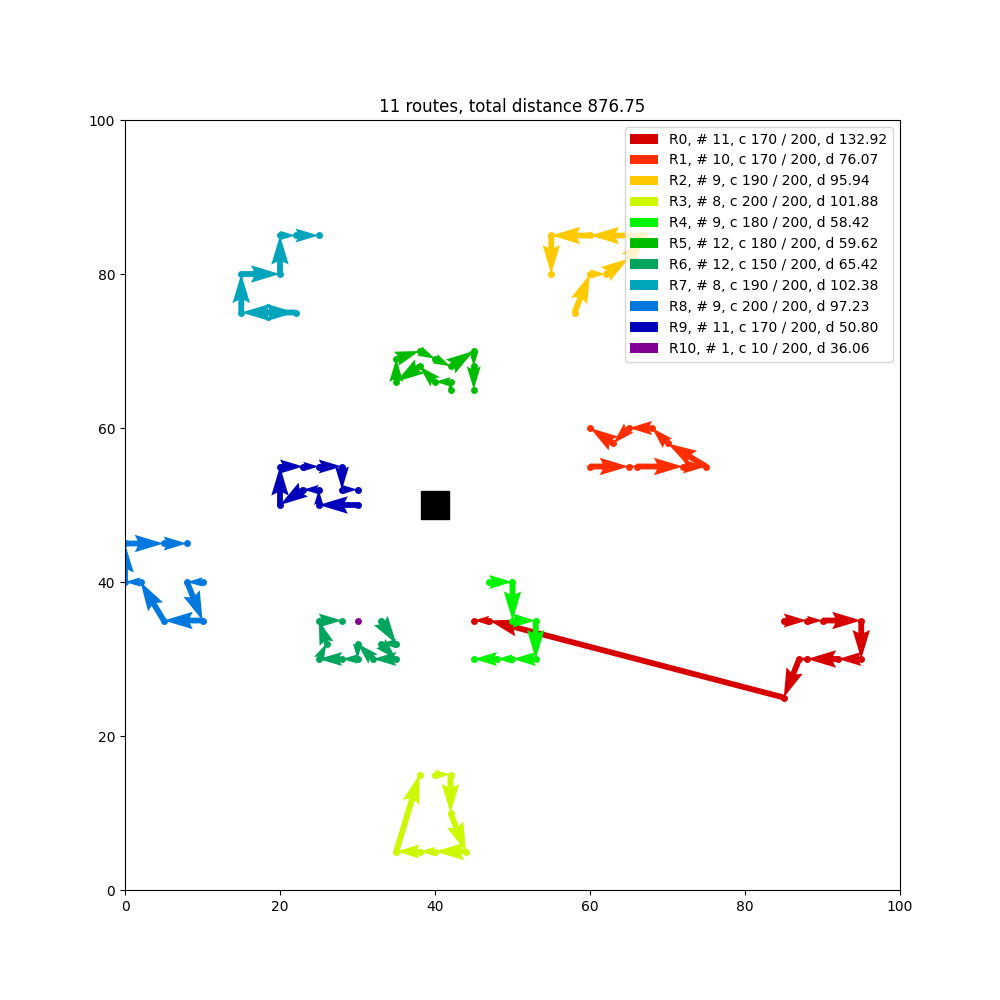 11 routes, total distance 876.75
100
80
60
40
20
0
0 20 40 60 80 100
R0, # 11, c 170 / 200, d 132.92
R1, # 10, c 170 / 200, d 76.07
R2, # 9, c 190 / 200, d 95.94
R3, # 8, c 200 / 200, d 101.88
R4, # 9, c 180 / 200, d 58.42
R5, # 12, c 180 / 200, d 59.62
R6, # 12, c 150 / 200, d 65.42
R7, # 8, c 190 / 200, d 102.38
R8, # 9, c 200 / 200, d 97.23
R9, # 11, c 170 / 200, d 50.80
R10, # 1, c 10 / 200, d 36.06